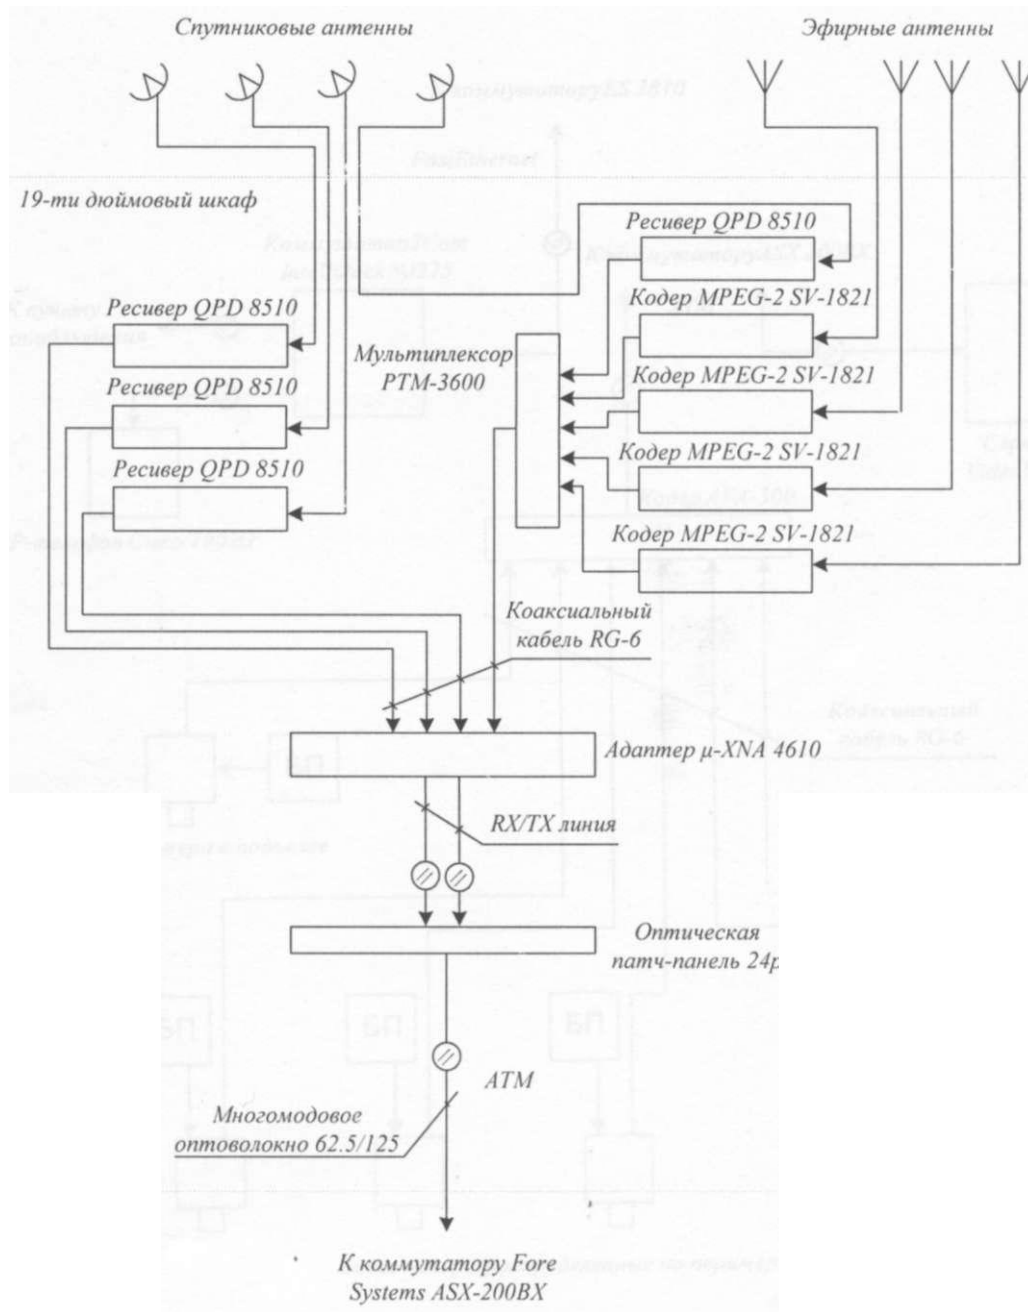 Спутниковые антенны
Эфирные антенны
19-ти дюймовый шкаф
Ресивер QPD 8510
Ресивер QPD 8510
Кодер MPEG-2 SV-1821
Мультиплексор
PTM-3600
Кодер MPEG-2 SV-1821
Ресивер QPD 8510
Кодер MPEG-2 SV-1821
Ресивер QPD 8510
Кодер MPEG-2 SV-1821
Коаксиальный
кабель RG-6
Адаптер μ-XNA 4610
RX/TX линия
Оптическая
патч-панель 24p
ATM
Многомодовое
оптоволокно 62.5/125
К коммутатору Fore
Systems ASX-200BX